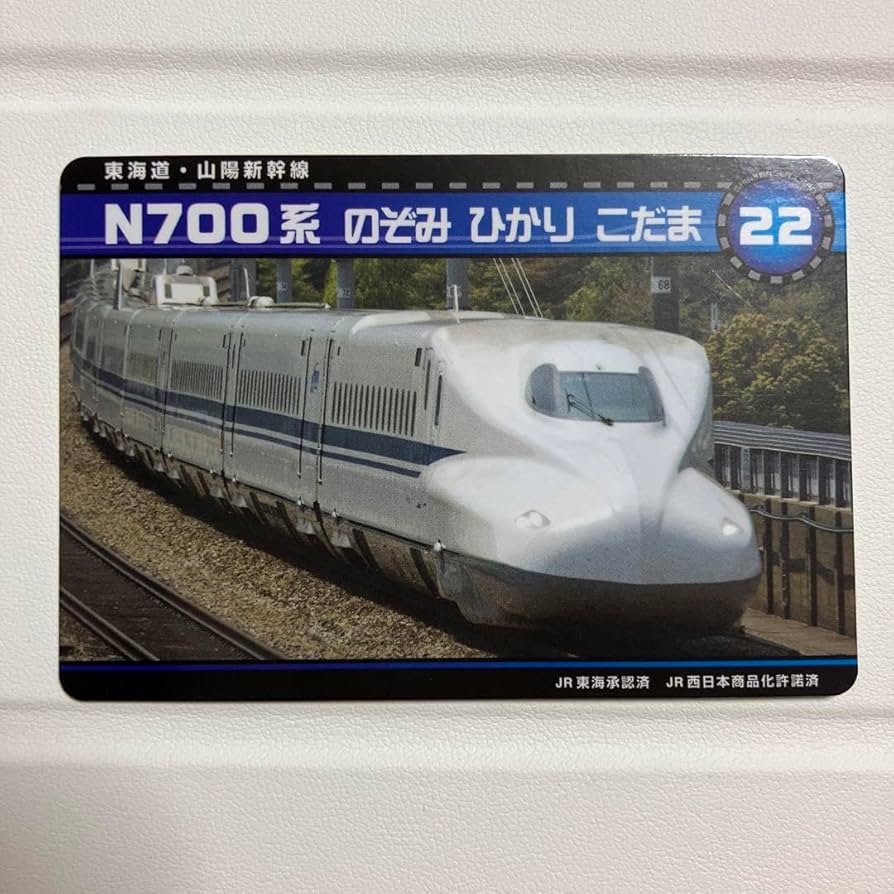 東海道・山陽新幹線
N700系 のぞみ ひかり こだま 22
68
JR東海承認済 JR西日本商品化許諾済